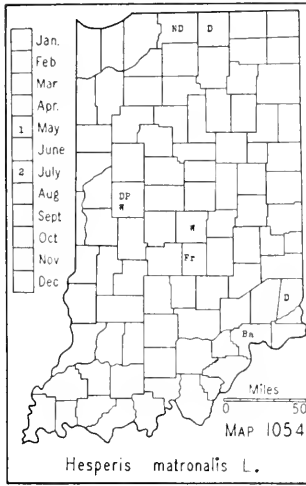 ND D
Jan.
Feb
Mar
Apr.
1 May
June
2 July
Aug
Sept
Oct
Nov
Dec
DP
W
W
Fr
D
Ba
Miles
0 50
MAP 1054
Hesperis matronalis L.